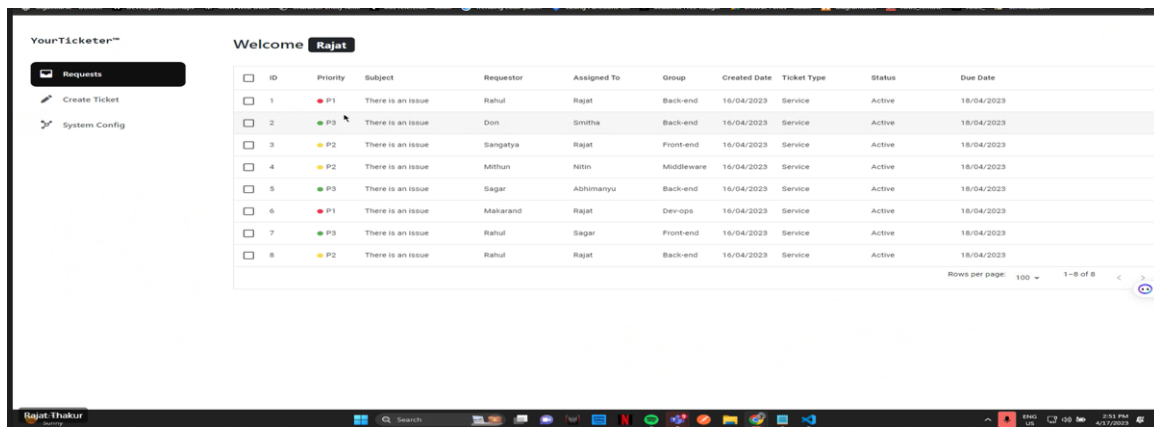 YourTicketer™
Requests
Create Ticket
System Config
Welcome Rajat
ID Priority Subject Requestor Assigned To Group Created Date Ticket Type Status Due Date
1 P1 There is an issue Rahul Rajat Back-end 16/04/2023 Service Active 18/04/2023
2 P3 There is an issue Don Smitha Back-end 16/04/2023 Service Active 18/04/2023
3 P2 There is an issue Sangatya Rajat Front-end 16/04/2023 Service Active 18/04/2023
4 P2 There is an issue Mithun Nitin Middleware 16/04/2023 Service Active 18/04/2023
5 P3 There is an issue Sagar Abhimanyu Back-end 16/04/2023 Service Active 18/04/2023
6 P1 There is an issue Makarand Rajat Dev-ops 16/04/2023 Service Active 18/04/2023
7 P3 There is an issue Rahul Sagar Front-end 16/04/2023 Service Active 18/04/2023
8 P2 There is an issue Rahul Rajat Back-end 16/04/2023 Service Active 18/04/2023
Rows per page: 100 1–8 of 8
Rajat Thakur
Sunny
Search
ENG
US
2:51 PM
4/17/2023